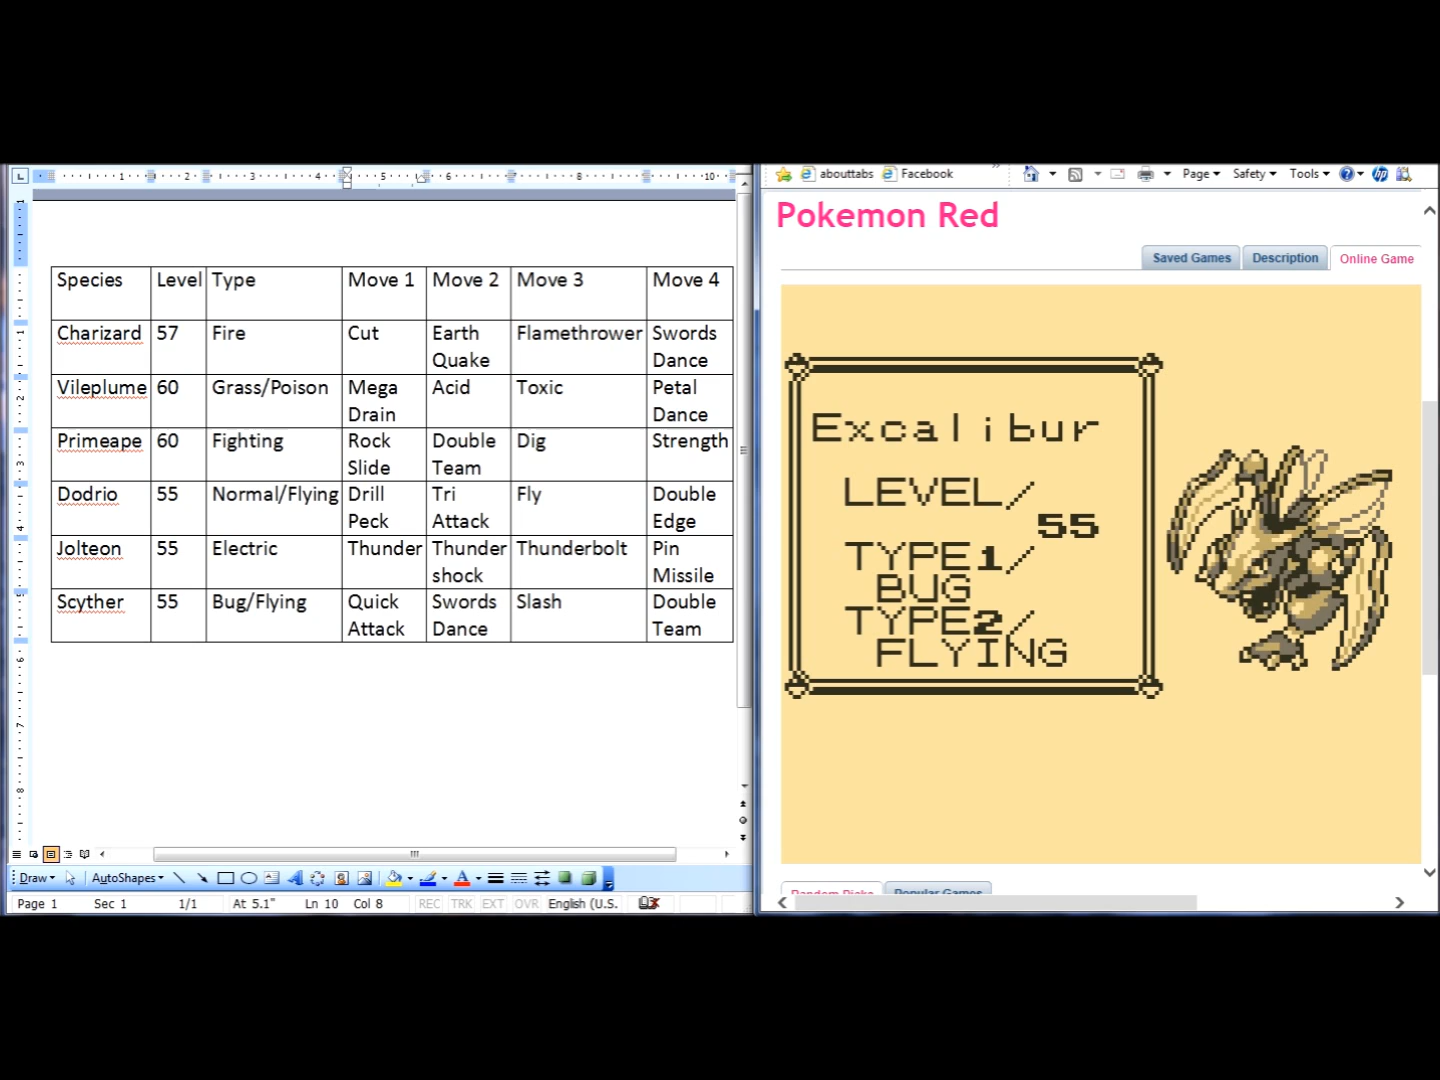 abouttabs Facebook Page Safety Tools
Pokemon Red
Saved Games Description Online Game
Species Level Type Move 1 Move 2 Move 3 Move 4
Charizard 57 Fire Cut Earth Quake Flamethrower Swords Dance
Vileplume 60 Grass/Poison Mega Drain Acid Toxic Petal Dance
Primeape 60 Fighting Rock Slide Double Team Dig Strength
Dodrio 55 Normal/Flying Drill Peck Tri Attack Fly Double Edge
Jolteon 55 Electric Thunder Thunder shock Thunderbolt Pin Missile
Scyther 55 Bug/Flying Quick Attack Swords Dance Slash Double Team
Excalibur
LEVEL/
55
TYPE1/
BUG
TYPE2/
FLYING
Random Picks Popular Games
Draw AutoShapes
Page 1 Sec 1 1/1 At 5.1" Ln 10 Col 8 REC TRK EXT OVR English (U.S.